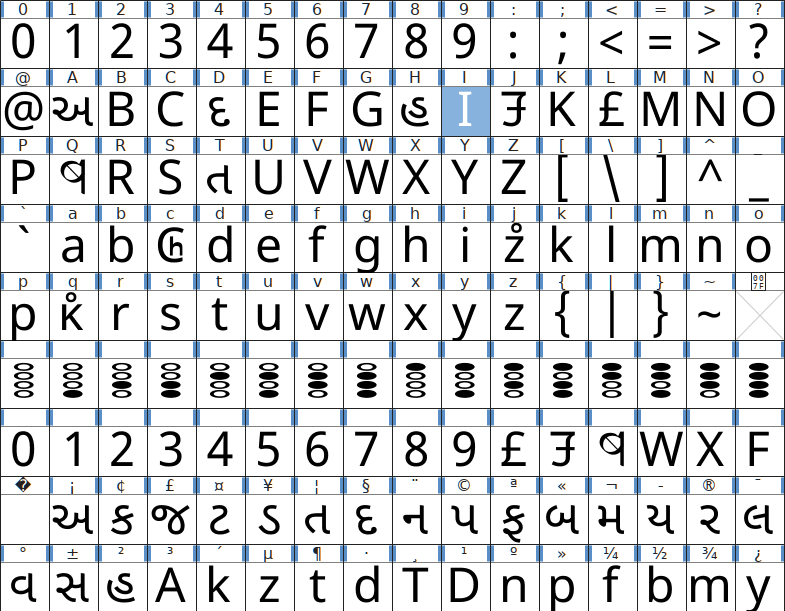 0 1 2 3 4 5 6 7 8 9 : ; < = > ?
0 1 2 3 4 5 6 7 8 9 : ; < = > ?
@ A B C D E F G H I J K L M N O
@ અ B C દ E F G હ I K £ M N O
P Q R S T U V W X Y Z [ \ ] ^ _
P R S ત U V W X Y Z [ \ ] ^ _
` a b c d e f g h i j k l m n o
` a b d e f g h i z̊ k l m n o
p q r s t u v w x y z { | } ~ 007F
p k̊ r s t u v w x y z { | } ~
0 1 2 3 4 5 6 7 8 9 £ W X F
� ¡ ¢ £ ¤ ¥ ¦ § ¨ © ª « ¬ - ® ¯
અ ક જ ટ ડ ત દ ન પ ફ બ મ ય ર લ
° ± ² ³ ´ µ ¶ · ¸ ¹ º » ¼ ½ ¾ ¿
વ સ હ A k z t d T D n p f b m y